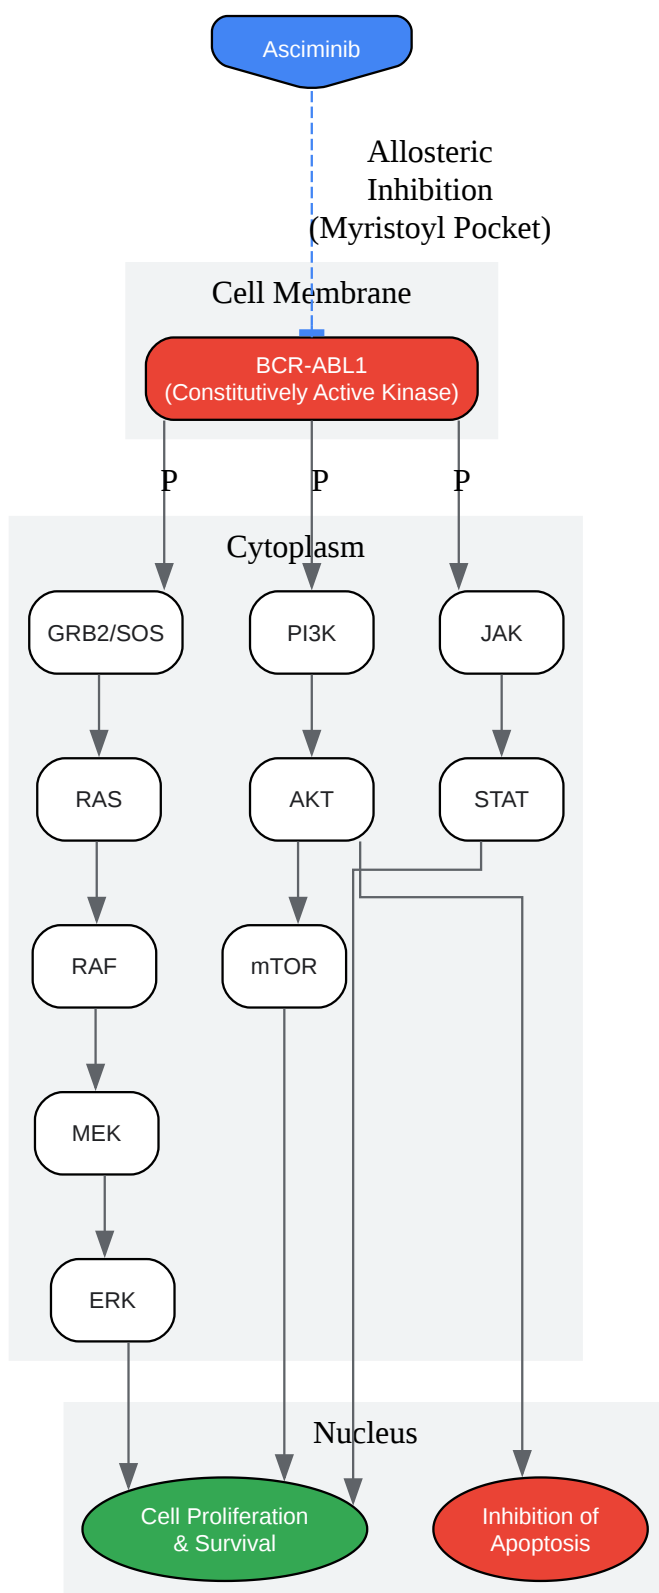 Asciminib
Allosteric
Inhibition
(Myristoyl Pocket)
Cell Membrane
BCR-ABL1
(Constitutively Active Kinase)
P
P
P
Cytoplasm
GRB2/SOS
PI3K
JAK
RAS
AKT
STAT
RAF
mTOR
MEK
ERK
Nucleus
Cell Proliferation
& Survival
Inhibition of
Apoptosis